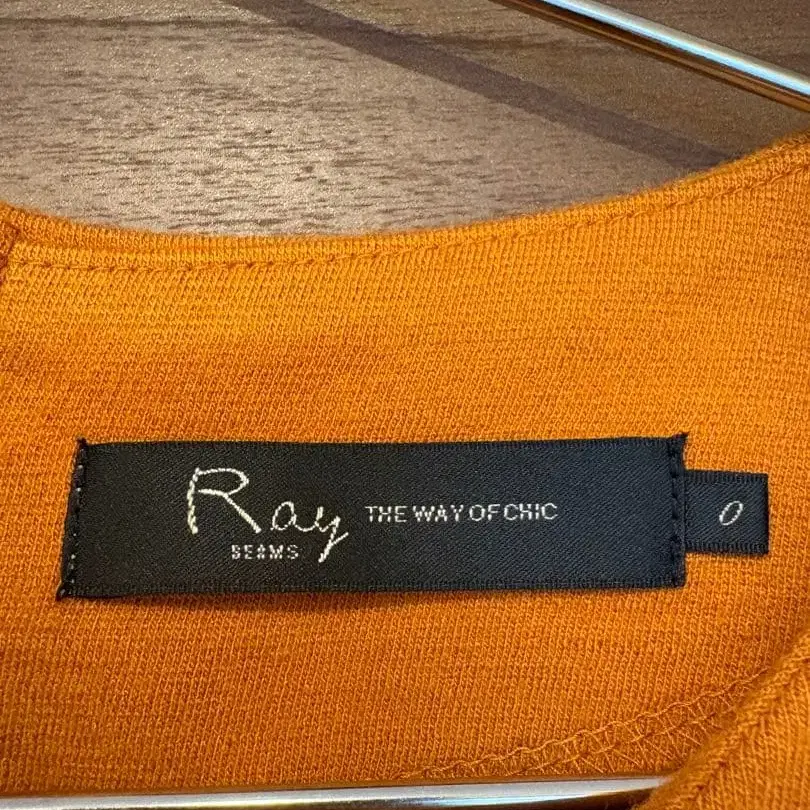 Ray THE WAY OF CHIC
BEAMS
0